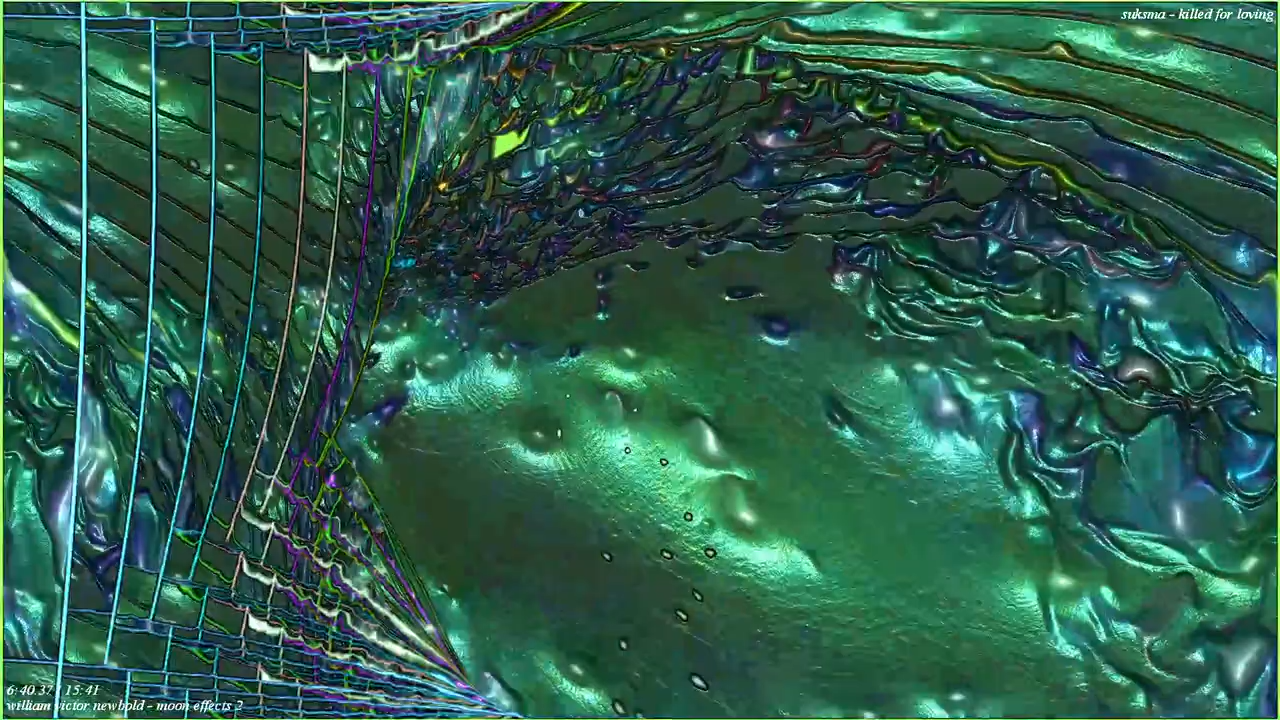 suksma - killed for loving
6:40.37 / 15:41
william victor newbold - moon effects 2